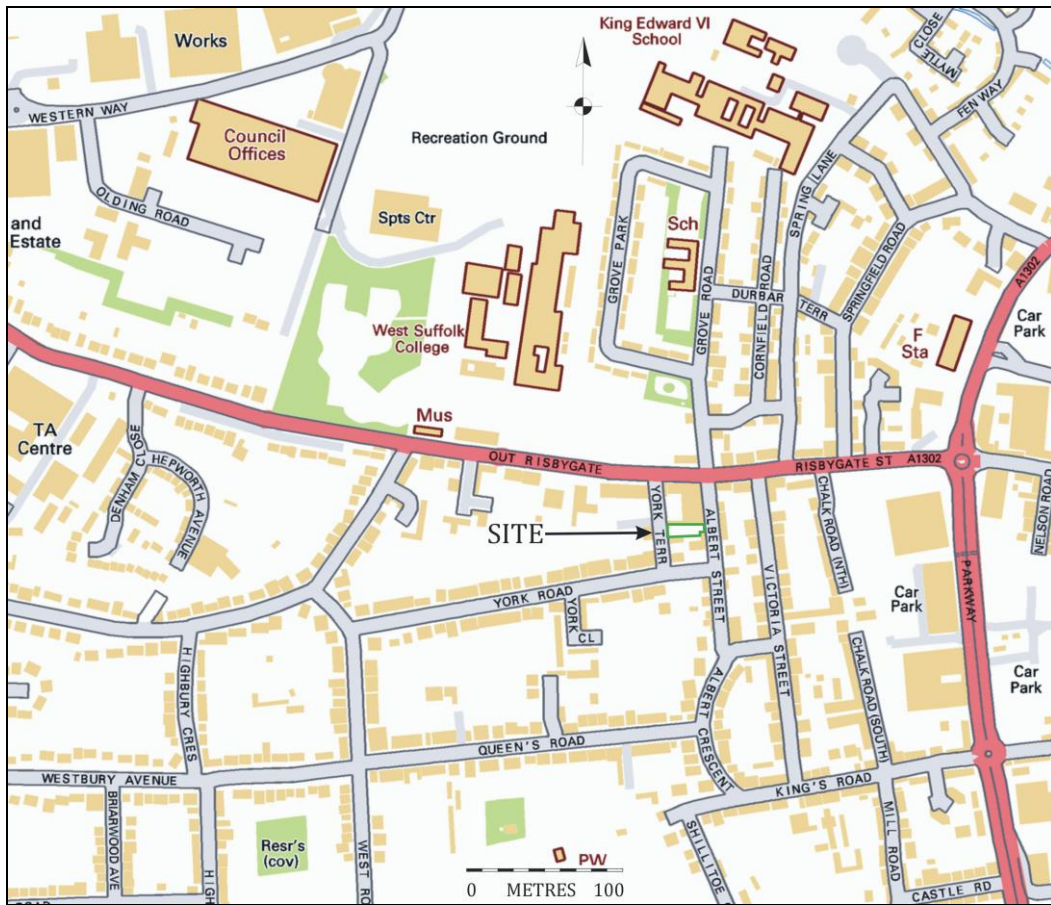 King Edward VI
School
Works
MYTLE CLOSE
FEN WAY
WESTERN WAY
Council
Offices
Recreation Ground
SPRING LANE
OLDING ROAD
Spts Ctr
GROVE PARK
Sch
GROVE ROAD
CORNFIELD ROAD
SPRINGFIELD ROAD
and
Estate
DURBAR TERR
A1302
Car
Park
West Suffolk
College
F
Sta
Mus
TA
Centre
DENHAM CLOSE
HEPWORTH AVENUE
OUT RISBYGATE
RISBYGATE ST A1302
YORK TERR
ALBERT STREET
CHALK ROAD (NTH)
NELSON ROAD
SITE
VICTORIA STREET
PARKWAY
Car
Park
YORK ROAD
YORK
CL
HIGHBURY CRES
CHALK ROAD (SOUTH)
Car
Park
ALBERT CRESCENT
QUEEN'S ROAD
WESTBURY AVENUE
KING'S ROAD
BRIARWOOD AVE
Resr's
(cov)
HIGH
WEST RO
SHILLITOE
MILL ROAD
PW
0 METRES 100
CASTLE RD
ROAD